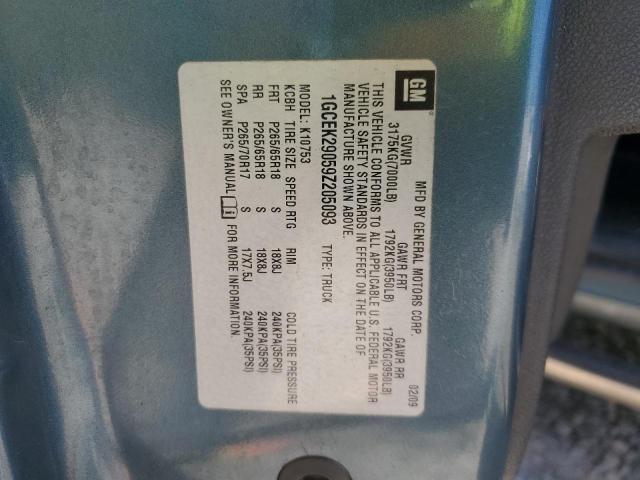 GM
MFD BY GENERAL MOTORS CORP. 02/09
GVWR GAWR FRT GAWR RR
3175KG(7000LB) 1792KG(3950LB) 1792KG(3950LB)
THIS VEHICLE CONFORMS TO ALL APPLICABLE U.S. FEDERAL MOTOR
VEHICLE SAFETY STANDARDS IN EFFECT ON THE DATE OF
MANUFACTURE SHOWN ABOVE.
1GCEK29059Z205093 TYPE: TRUCK
MODEL: K10753
KCBH TIRE SIZE SPEED RTG RIM COLD TIRE PRESSURE
FRT P265/65R18 S 18X8J 240KPA(35PSI)
RR P265/65R18 S 18X8J 240KPA(35PSI)
SPA P265/70R17 S 17X7.5J 240KPA(35PSI)
SEE OWNER'S MANUAL FOR MORE INFORMATION.